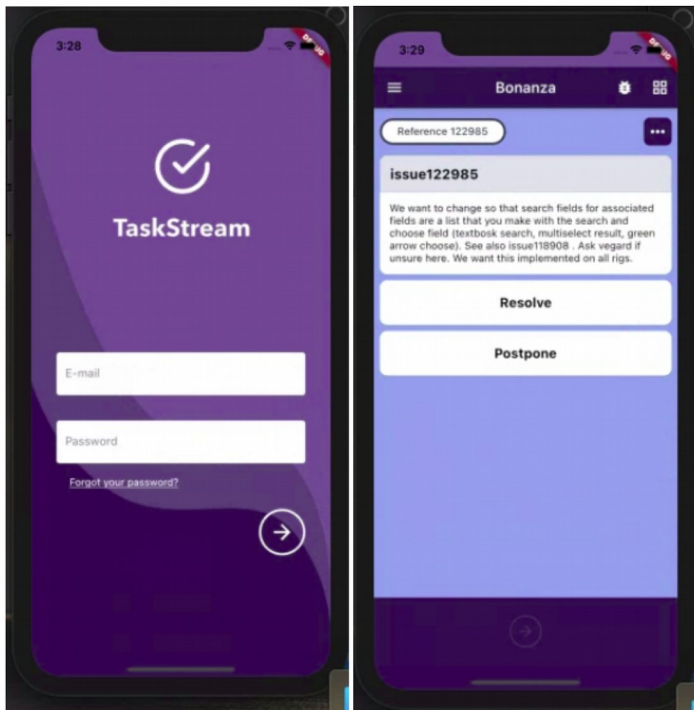 3:28
DEBUG
TaskStream
E-mail
Password
Forgot your password?
3:29
DEBUG
Bonanza
Reference 122985
issue122985
We want to change so that search fields for associated
fields are a list that you make with the search and
choose field (textbosk search, multiselect result, green
arrow choose). See also issue118908 . Ask vegard if
unsure here. We want this implemented on all rigs.
Resolve
Postpone